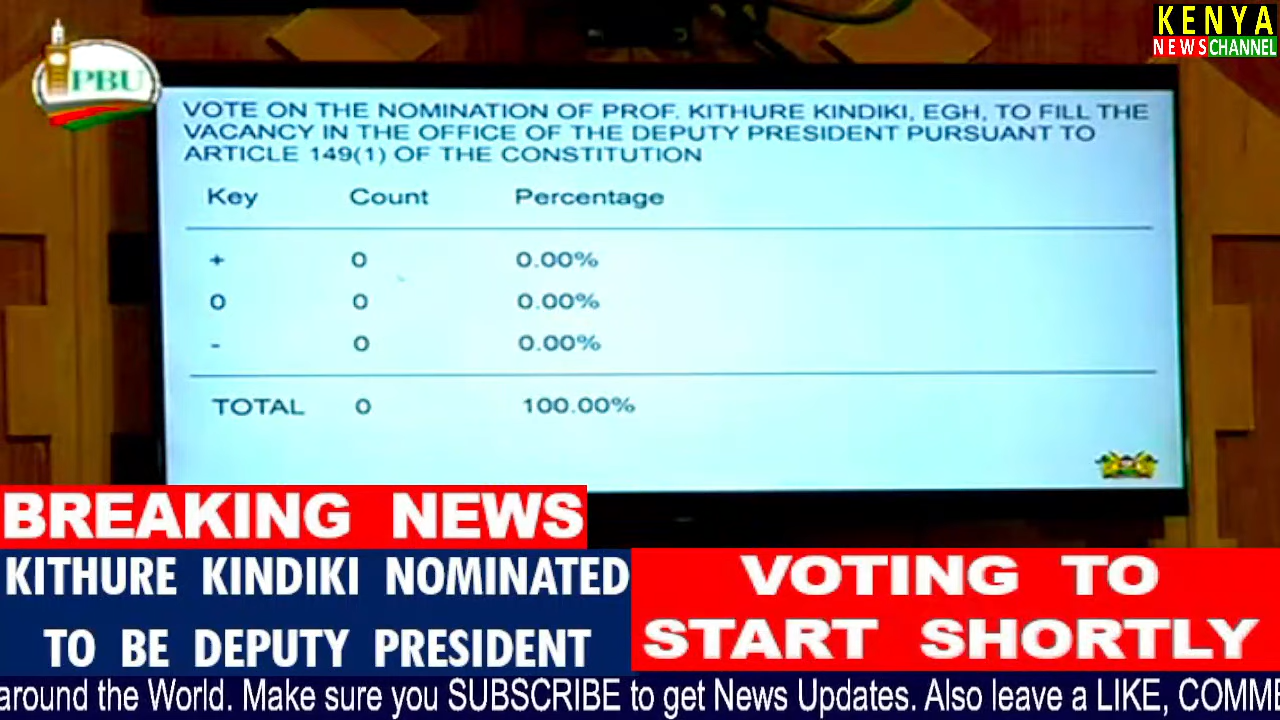 KENYA
NEWS CHANNEL
PBU
VOTE ON THE NOMINATION OF PROF. KITHURE KINDIKI, EGH, TO FILL THE
VACANCY IN THE OFFICE OF THE DEPUTY PRESIDENT PURSUANT TO
ARTICLE 149(1) OF THE CONSTITUTION
Key Count Percentage
+ 0 0.00%
0 0 0.00%
- 0 0.00%
TOTAL 0 100.00%
BREAKING NEWS
KITHURE KINDIKI NOMINATED
TO BE DEPUTY PRESIDENT
VOTING TO
START SHORTLY
around the World. Make sure you SUBSCRIBE to get News Updates. Also leave a LIKE, COMME